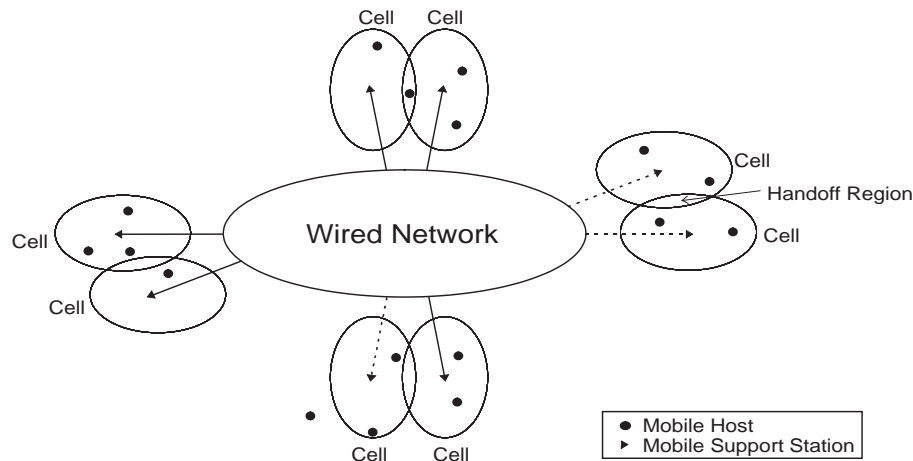 Cell
Cell
Cell
Handoff Region
Wired Network
Cell
Cell
Cell
Cell
Cell
Mobile Host
Mobile Support Station